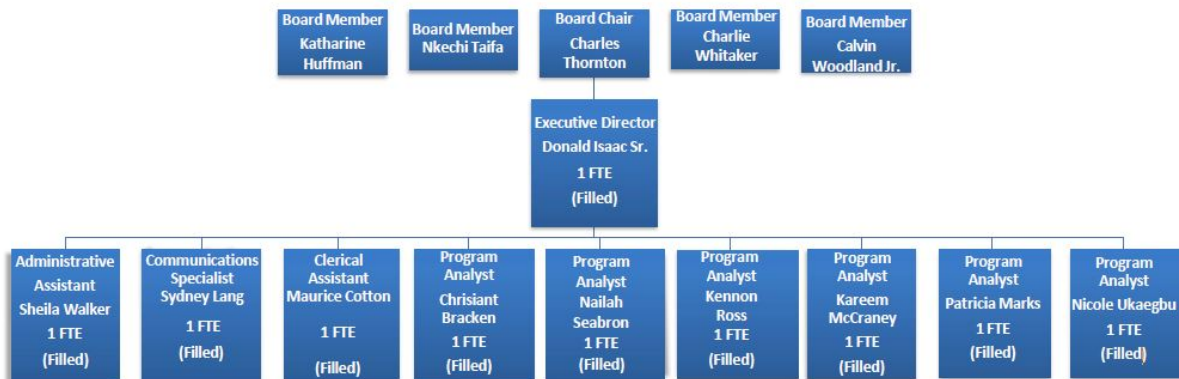 Board Member
Katharine
Huffman
Board Member
Nkechi Taifa
Board Chair
Charles
Thornton
Board Member
Charlie
Whitaker
Board Member
Calvin
Woodland Jr.
Executive Director
Donald Isaac Sr.
1 FTE
(Filled)
Administrative
Assistant
Sheila Walker
1 FTE
(Filled)
Communications
Specialist
Sydney Lang
1 FTE
(Filled)
Clerical
Assistant
Maurice Cotton
1 FTE
(Filled)
Program
Analyst
Chrisiant
Bracken
1 FTE
(Filled)
Program
Analyst
Nailah
Seabron
1 FTE
(Filled)
Program
Analyst
Kennon
Ross
1 FTE
(Filled)
Program
Analyst
Kareem
McCraney
1 FTE
(Filled)
Program
Analyst
Patricia Marks
1 FTE
(Filled)
Program
Analyst
Nicole Ukaegbu
1 FTE
(Filled)